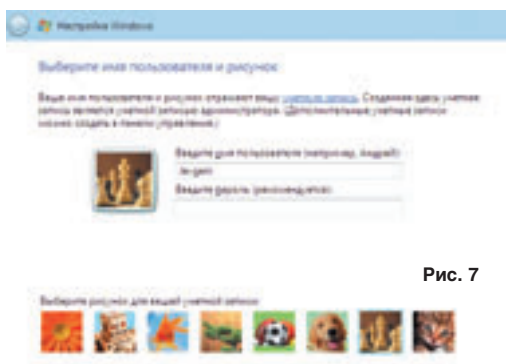 Настройка Windows
Выберите имя пользователя и рисунок
Ваше имя пользователя и рисунок отражают вашу учетную запись. Созданная здесь учетная
запись является учетной записью администратора. (Дополнительные учетные записи
можно создать в панели управления.)
Введите имя пользователя (например, Андрей):
Введите пароль (рекомендуется):
Рис. 7
Выберите рисунок для вашей учетной записи: